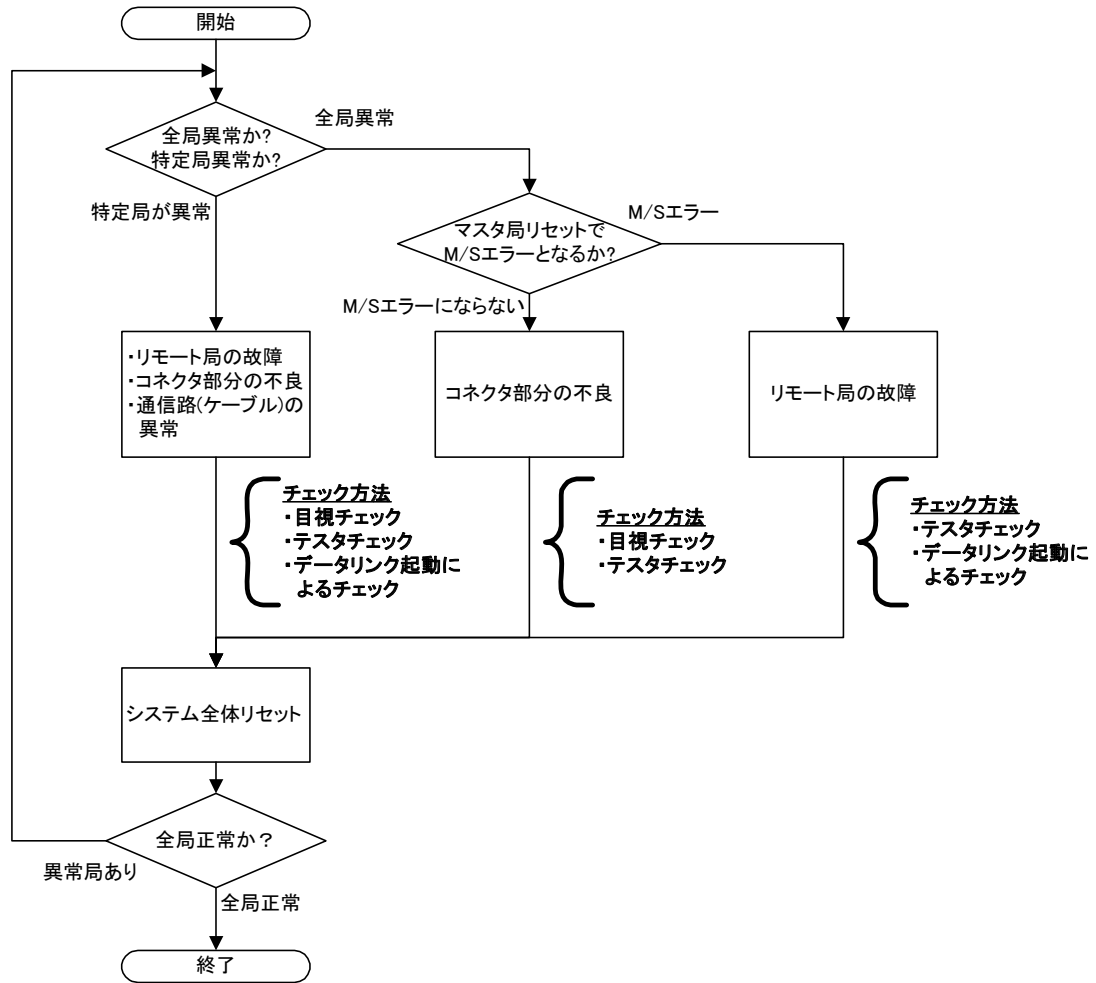 開始
全局異常か?
特定局異常か?
全局異常
特定局が異常
マスタ局リセットで
M/Sエラーとなるか?
M/Sエラー
M/Sエラーにならない
・リモート局の故障
・コネクタ部分の不良
・通信路(ケーブル)の
異常
コネクタ部分の不良
リモート局の故障
チェック方法
・目視チェック
・テスタチェック
・データリンク起動に
よるチェック
チェック方法
・目視チェック
・テスタチェック
チェック方法
・テスタチェック
・データリンク起動に
よるチェック
システム全体リセット
全局正常か？
異常局あり
全局正常
終了